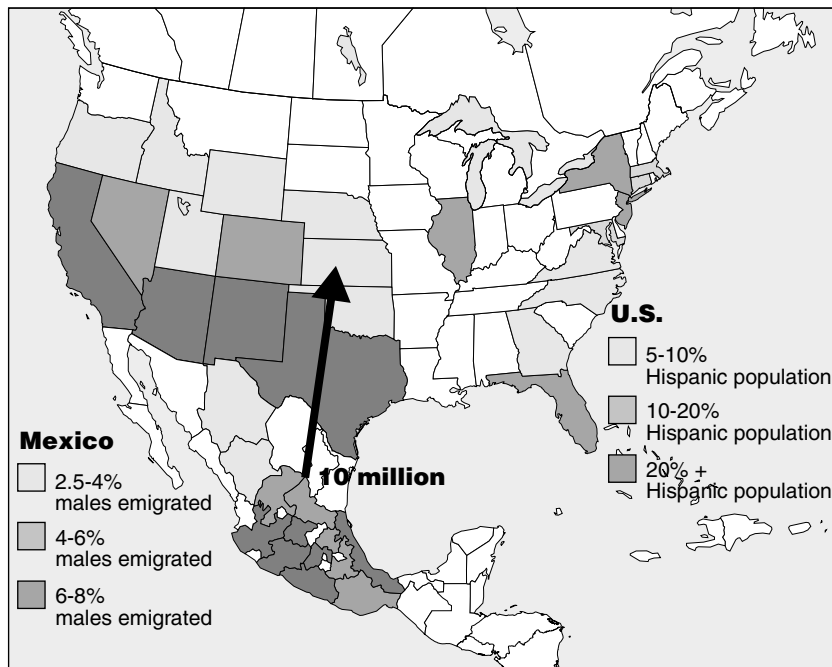 U.S.
5-10%
Hispanic population
10-20%
Hispanic population
20% +
Hispanic population
Mexico
2.5-4%
males emigrated
4-6%
males emigrated
6-8%
males emigrated
10 million